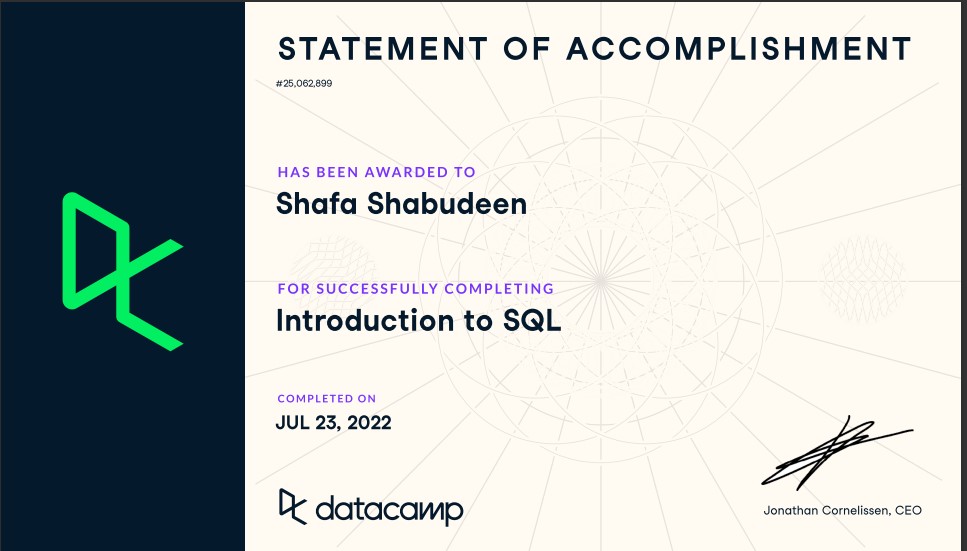 STATEMENT OF ACCOMPLISHMENT
#25,062,899
HAS BEEN AWARDED TO
Shafa Shabudeen
FOR SUCCESSFULLY COMPLETING
Introduction to SQL
COMPLETED ON
JUL 23, 2022
datacamp
Jonathan Cornelissen, CEO